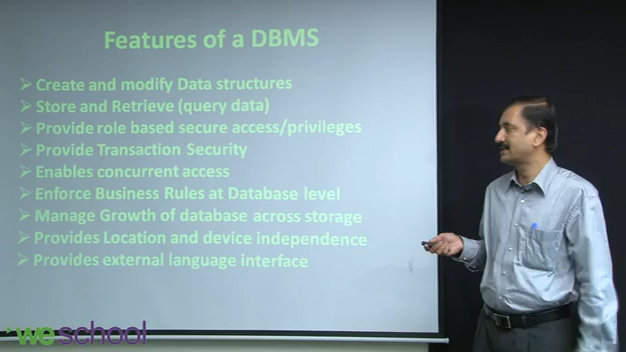 Features of a DBMS
Create and modify Data structures
Store and Retrieve (query data)
Provide role based secure access/privileges
Provide Transaction Security
Enables concurrent access
Enforce Business Rules at Database level
Manage Growth of database across storage
Provides Location and device independence
Provides external language interface
weschool